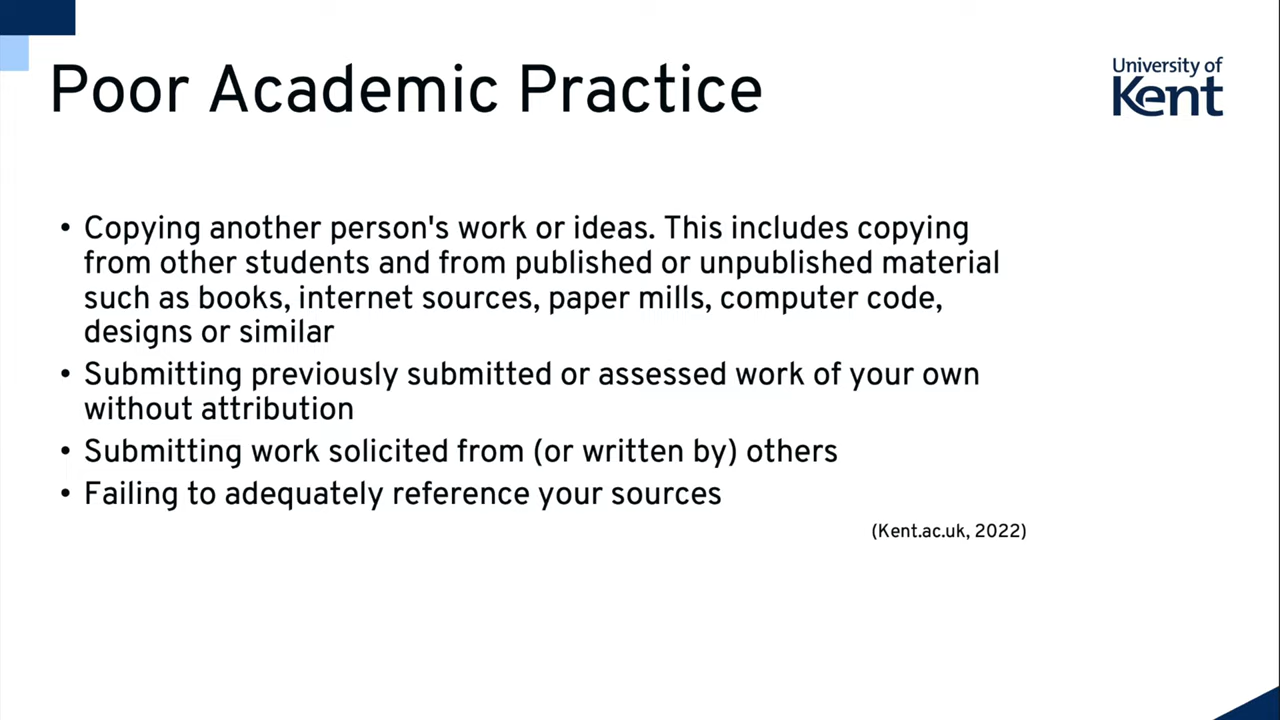 Poor Academic Practice
University of
Kent
• Copying another person's work or ideas. This includes copying
from other students and from published or unpublished material
such as books, internet sources, paper mills, computer code,
designs or similar
• Submitting previously submitted or assessed work of your own
without attribution
• Submitting work solicited from (or written by) others
• Failing to adequately reference your sources
(Kent.ac.uk, 2022)